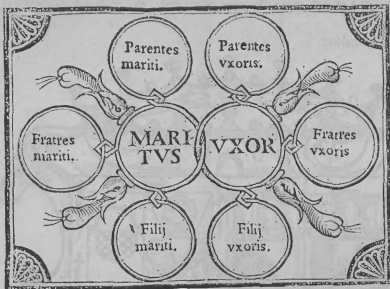 Parentes
mariti.
Parentes
vxoris.
Fratres
mariti.
MARI
TVS
VXOR
Fratres
vxoris
Filij
mariti.
Filij
vxoris.